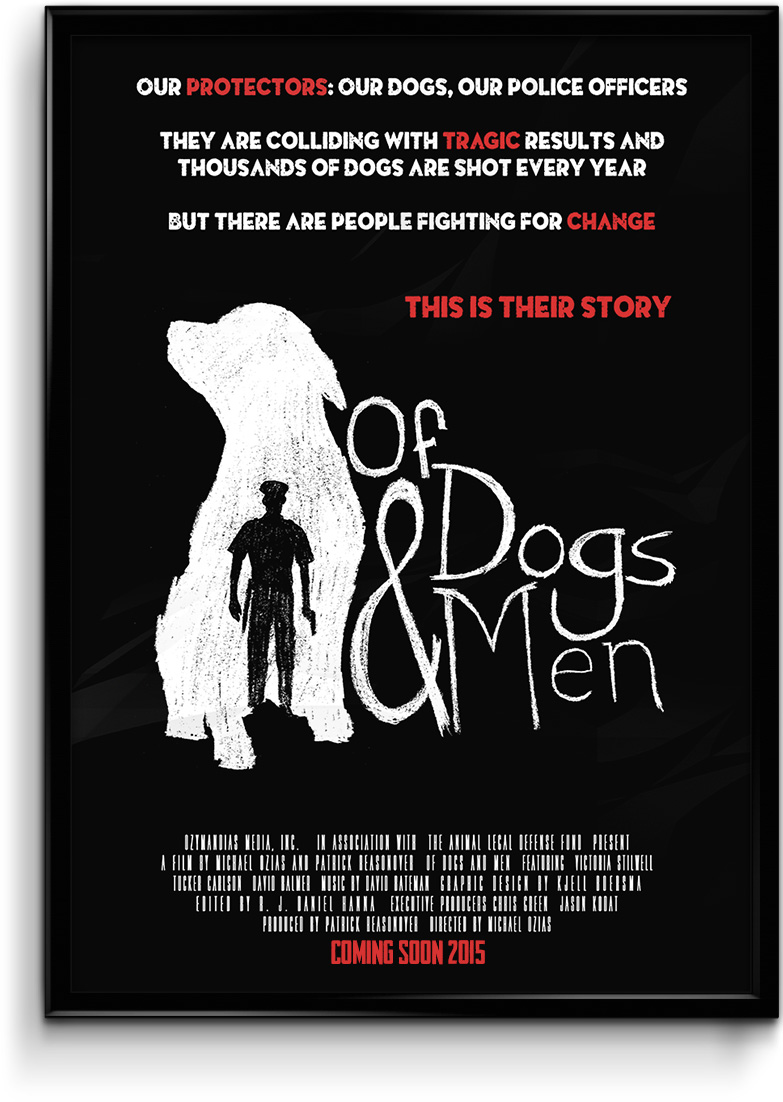 OUR PROTECTORS: OUR DOGS, OUR POLICE OFFICERS
THEY ARE COLLIDING WITH TRAGIC RESULTS AND
THOUSANDS OF DOGS ARE SHOT EVERY YEAR
BUT THERE ARE PEOPLE FIGHTING FOR CHANGE
THIS IS THEIR STORY
Of
Dogs
& Men
OZYMANDIAS MEDIA, INC. IN ASSOCIATION WITH THE ANIMAL LEGAL DEFENSE FUND PRESENT
A FILM BY MICHAEL OZIAS AND PATRICK REASONOVER OF DOGS AND MEN FEATURING VICTORIA STILWELL
TUCKER CARLSON DAVID BALMER MUSIC BY DAVID BATEMAN GRAPHIC DESIGN BY KJELL BOERSMA
EDITED BY R. J. DANIEL HANNA EXECUTIVE PRODUCERS CHRIS GREEN JASON KODAT
PRODUCED BY PATRICK REASONOVER DIRECTED BY MICHAEL OZIAS
COMING SOON 2015